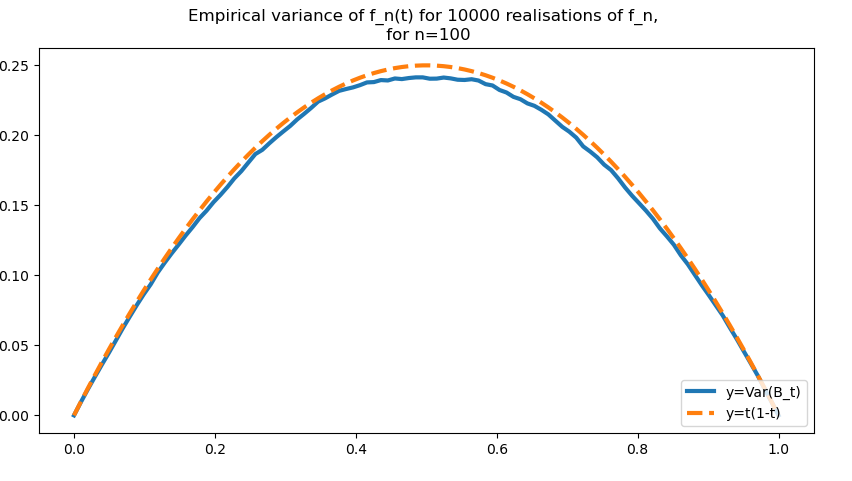 Empirical variance of f_n(t) for 10000 realisations of f_n,
for n=100
0.25
0.20
0.15
0.10
0.05
0.00
0.0 0.2 0.4 0.6 0.8 1.0
y=Var(B_t)
y=t(1-t)